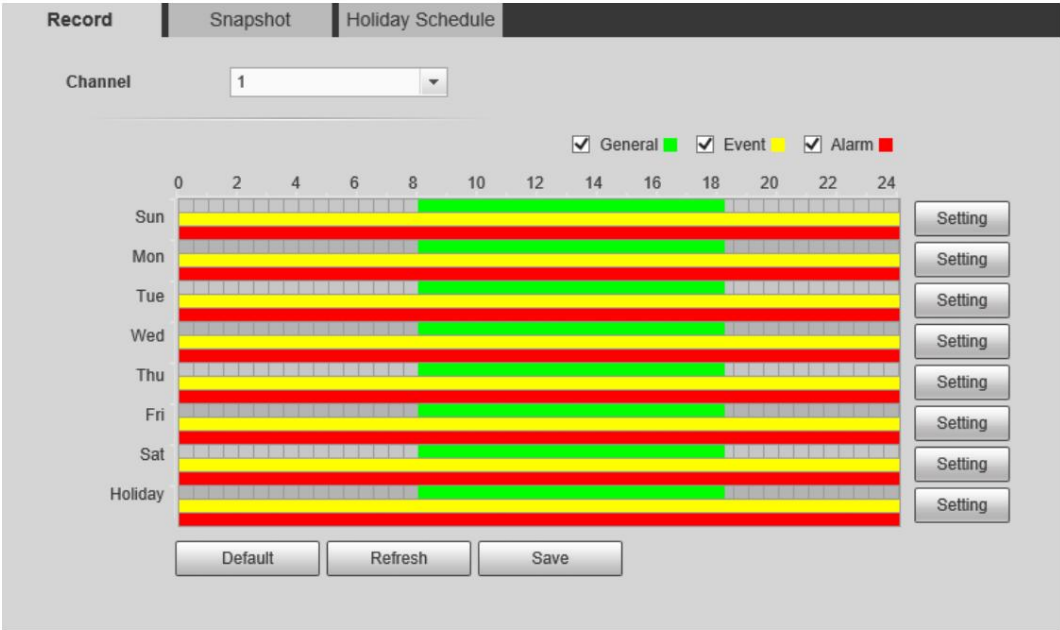 Record Snapshot Holiday Schedule
Channel 1
General Event Alarm
0 2 4 6 8 10 12 14 16 18 20 22 24
Sun Setting
Mon Setting
Tue Setting
Wed Setting
Thu Setting
Fri Setting
Sat Setting
Holiday Setting
Default Refresh Save